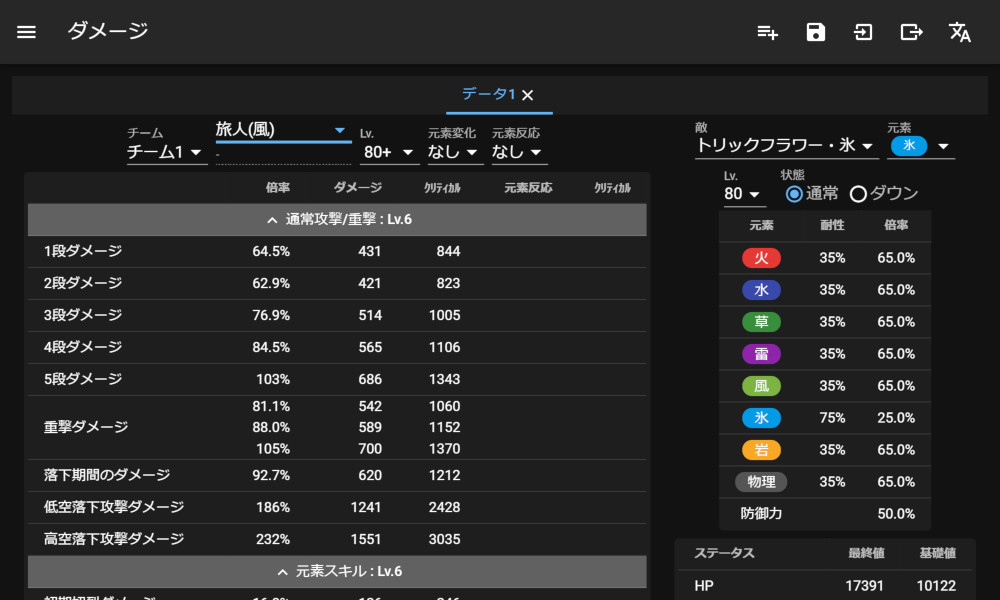 ダメージ
データ1
チーム
チーム1
旅人(風)
-
Lv.
80+
元素変化
なし
元素反応
なし
倍率 ダメージ クリティカル 元素反応 クリティカル
通常攻撃/重撃 : Lv.6
1段ダメージ 64.5% 431 844
2段ダメージ 62.9% 421 823
3段ダメージ 76.9% 514 1005
4段ダメージ 84.5% 565 1106
5段ダメージ 103% 686 1343
重撃ダメージ
81.1% 542 1060
88.0% 589 1152
105% 700 1370
落下期間のダメージ 92.7% 620 1212
低空落下攻撃ダメージ 186% 1241 2428
高空落下攻撃ダメージ 232% 1551 3035
元素スキル : Lv.6
敵
トリックフラワー・氷
元素
氷
Lv.
80
状態
通常 ダウン
元素 耐性 倍率
火 35% 65.0%
水 35% 65.0%
草 35% 65.0%
雷 35% 65.0%
風 35% 65.0%
氷 75% 25.0%
岩 35% 65.0%
物理 35% 65.0%
防御力 50.0%
ステータス 最終値 基礎値
HP 17391 10122